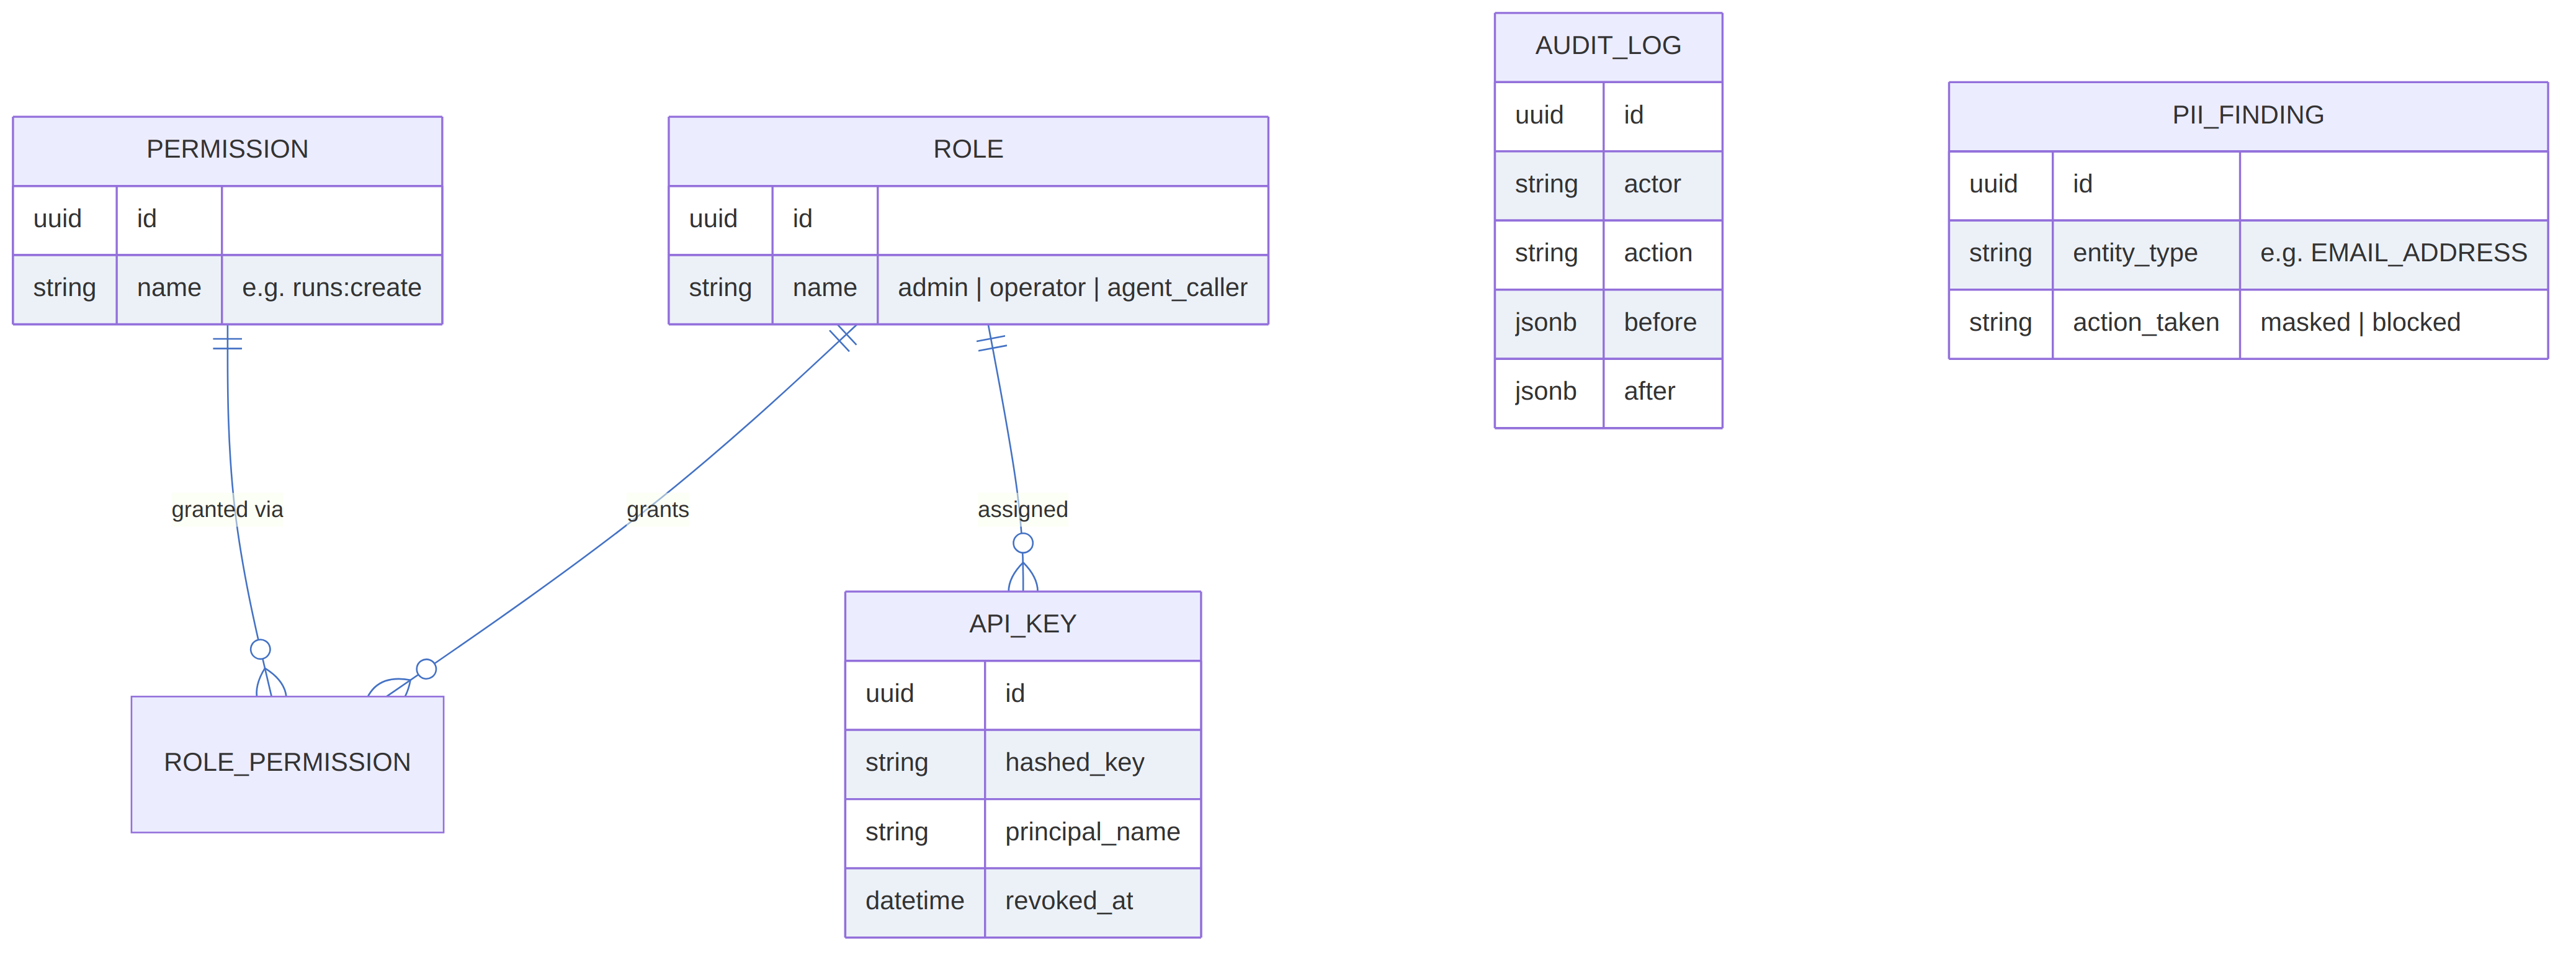 PERMISSION
uuid id
string name e.g. runs:create
ROLE
uuid id
string name admin | operator | agent_caller
AUDIT_LOG
uuid id
string actor
string action
jsonb before
jsonb after
PII_FINDING
uuid id
string entity_type e.g. EMAIL_ADDRESS
string action_taken masked | blocked
granted via
grants
assigned
ROLE_PERMISSION
API_KEY
uuid id
string hashed_key
string principal_name
datetime revoked_at